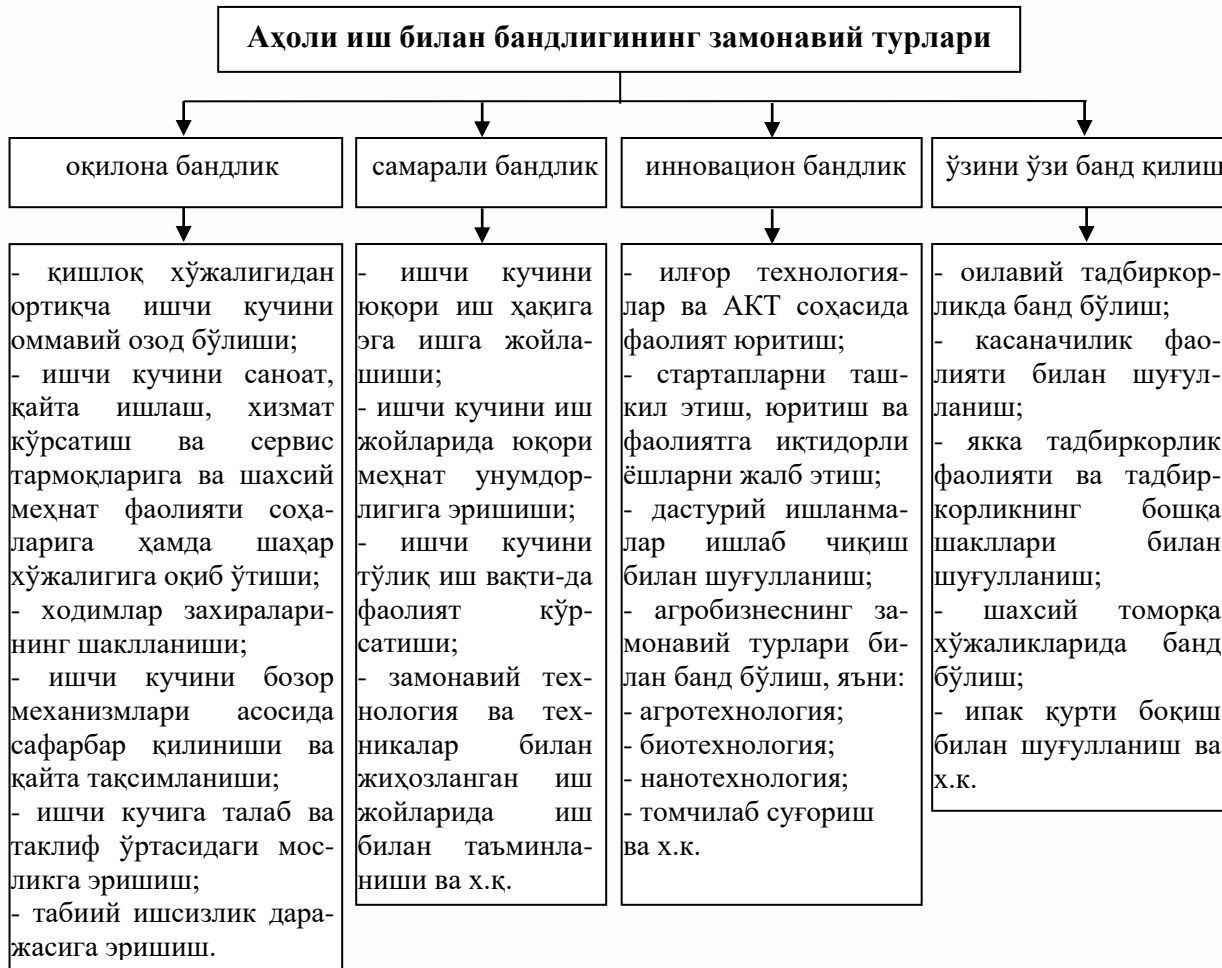 Аҳоли иш билан бандлигининг замонавий турлари
оқилона бандлик
самарали бандлик
инновацион бандлик
ўзини ўзи банд қилиш
- қишлоқ хўжалигидан
ортиқча ишчи кучини
оммавий озод бўлиши;
- ишчи кучини саноат,
қайта ишлаш, хизмат
кўрсатиш ва сервис
тармоқларига ва шахсий
меҳнат фаолияти соҳа-
ларига ҳамда шаҳар
хўжалигига оқиб ўтиши;
- ходимлар захиралари-
нинг шаклланиши;
- ишчи кучини бозор
механизмлари асосида
сафарбар қилиниши ва
қайта тақсимланиши;
- ишчи кучига талаб ва
таклиф ўртасидаги мос-
ликга эришиш;
- табиий ишсизлик дара-
жасига эришиш.
- ишчи кучини
юқори иш ҳақига
эга ишга жойла-
шиши;
- ишчи кучини иш
жойларида юқори
меҳнат унумдор-
лигига эришиши;
- ишчи кучини
тўлиқ иш вақти-да
фаолият кўр-
сатиши;
- замонавий тех-
нология ва тех-
никалар билан
жиҳозланган иш
жойларида иш
билан таъминла-
ниши ва х.қ.
- илғор технология-
лар ва АКТ соҳасида
фаолият юритиш;
- стартапларни таш-
кил этиш, юритиш ва
фаолиятга иқтидорли
ёшларни жалб этиш;
- дастурий ишланма-
лар ишлаб чиқиш
билан шуғулланиш;
- агробизнеснинг за-
монавий турлари би-
лан банд бўлиш, яъни:
- агротехнология;
- биотехнология;
- нанотехнология;
- томчилаб суғориш
ва х.к.
- оилавий тадбиркор-
ликда банд бўлиш;
- касаначилик фао-
лияти билан шуғул-
ланиш;
- якка тадбиркорлик
фаолияти ва тадбир-
корликнинг бошқа
шакллари билан
шуғулланиш;
- шахсий томорқа
хўжаликларида банд
бўлиш;
- ипак қурти боқиш
билан шуғулланиш ва
х.к.